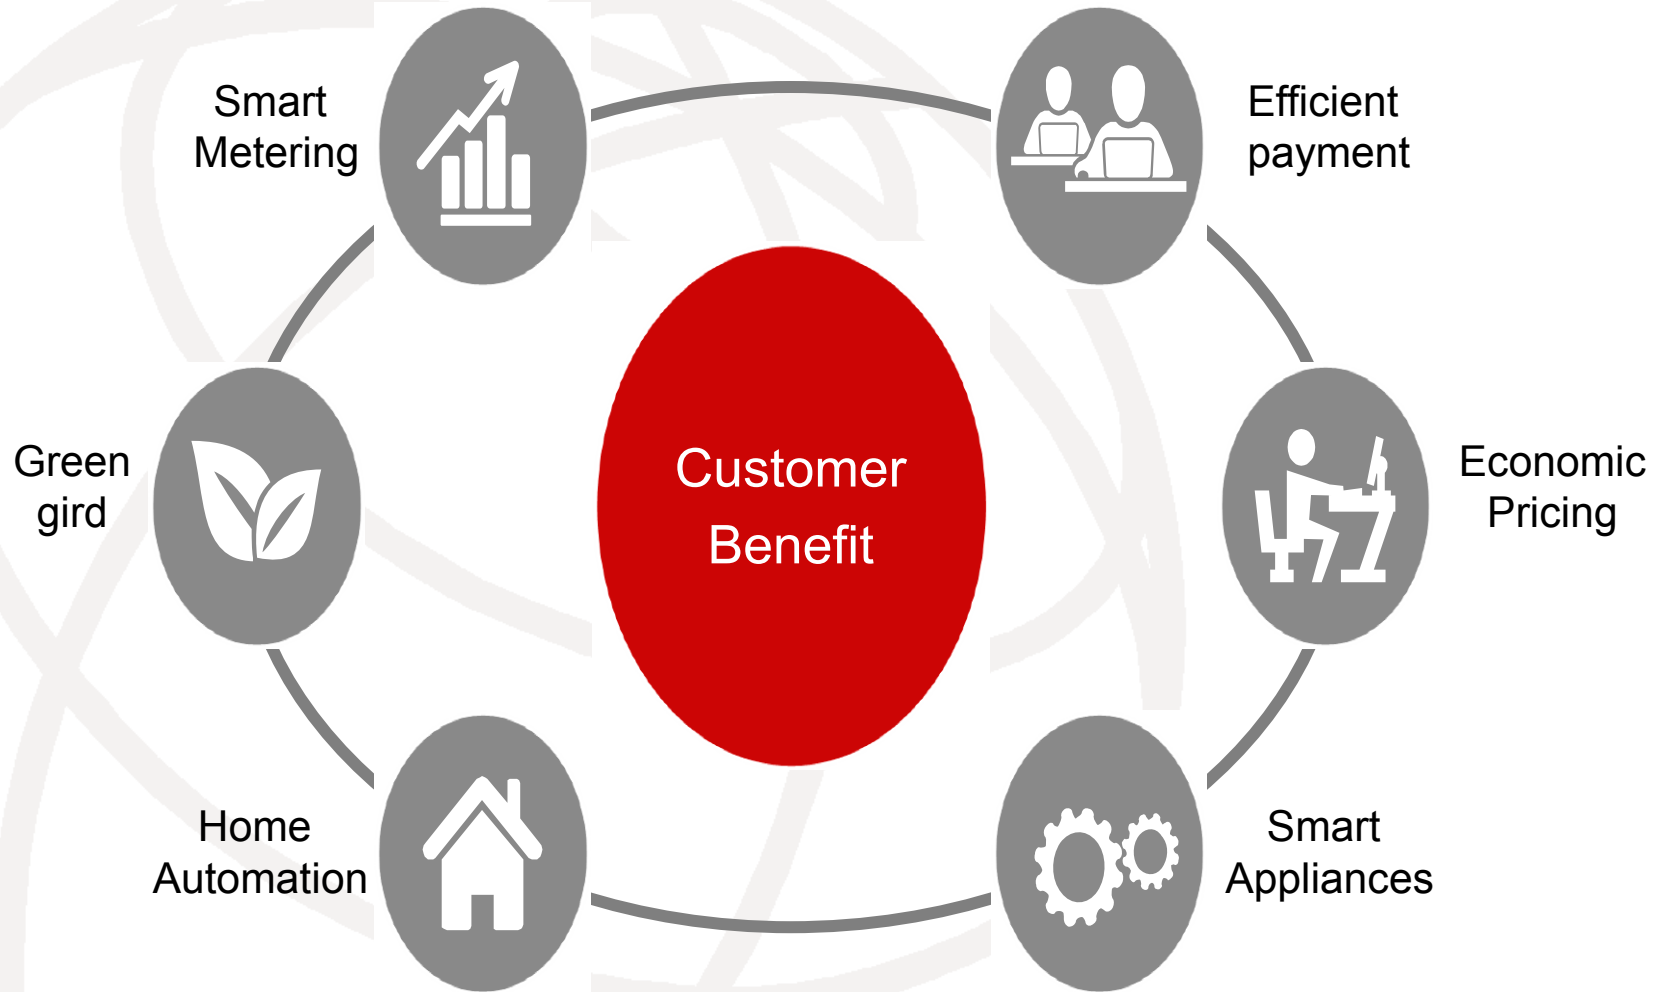 Smart
Metering
Efficient
payment
Green
gird
Customer
Benefit
Economic
Pricing
Home
Automation
Smart
Appliances